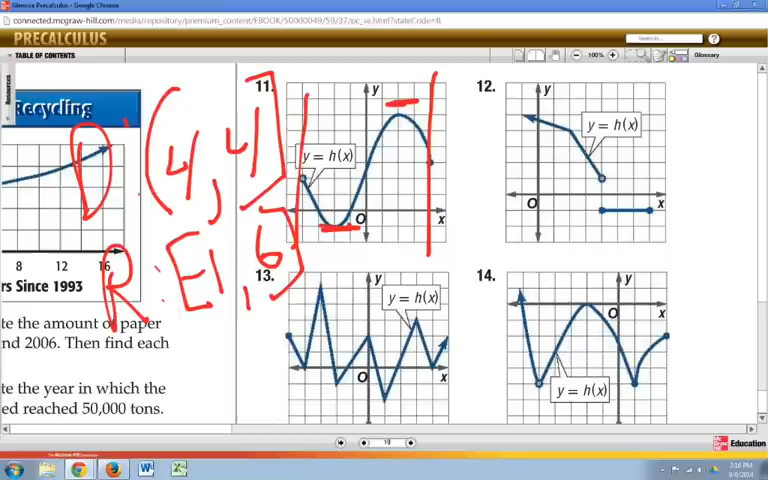 Glencoe Precalculus - Google Chrome
connected.mcgraw-hill.com/media/repository/premium_content/EBOOK/50000049/59/37/pc_se.html?stateCode=IL
PRECALCULUS
TABLE OF CONTENTS
100%
Glossary
Resources
Recycling
8 12 16
rs Since 1993
te the amount of paper
nd 2006. Then find each
te the year in which the
ed reached 50,000 tons.
D: (4, 4]
R: [-1, 6]
11.
y
y = h(x)
O
x
12.
y
y = h(x)
O
x
13.
y
y = h(x)
O
x
14.
y
O
x
y = h(x)
19
Education
7:16 PM
9/6/2014